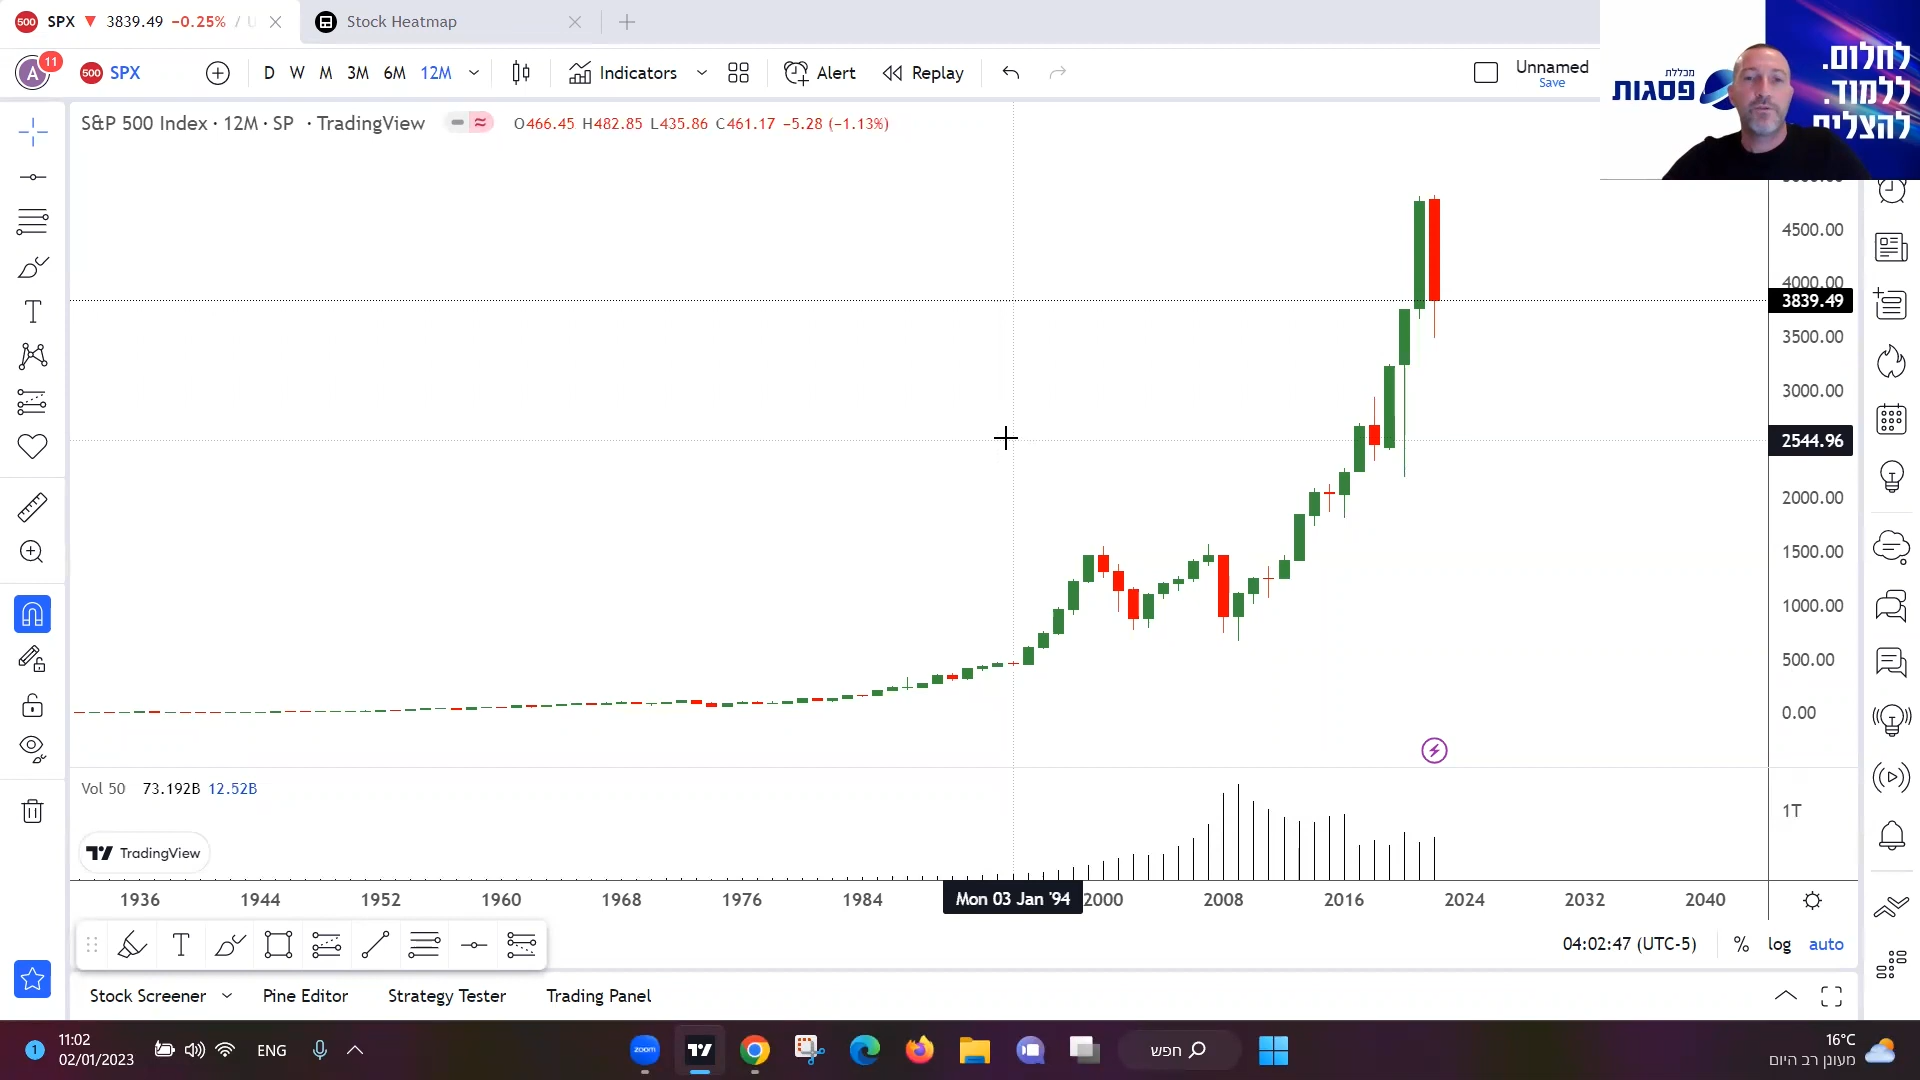 SPX ▼ 3839.49 −0.25% / U
Stock Heatmap
A 11
500 SPX
D W M 3M 6M 12M
Indicators
Alert
Replay
Unnamed
Save
מכללת
פסגות
לחלום.
ללמוד.
להצליח
S&P 500 Index · 12M · SP · TradingView
O466.45 H482.85 L435.86 C461.17 −5.28 (−1.13%)
4500.00
4000.00
3839.49
3500.00
3000.00
2544.96
2000.00
1500.00
1000.00
500.00
0.00
Vol 50 73.192B 12.52B
1T
TradingView
1936 1944 1952 1960 1968 1976 1984 Mon 03 Jan '94 2000 2008 2016 2024 2032 2040
04:02:47 (UTC-5) % log auto
Stock Screener Pine Editor Strategy Tester Trading Panel
1
11:02
02/01/2023
ENG
zoom
חפש
16°C
מעונן רב היום